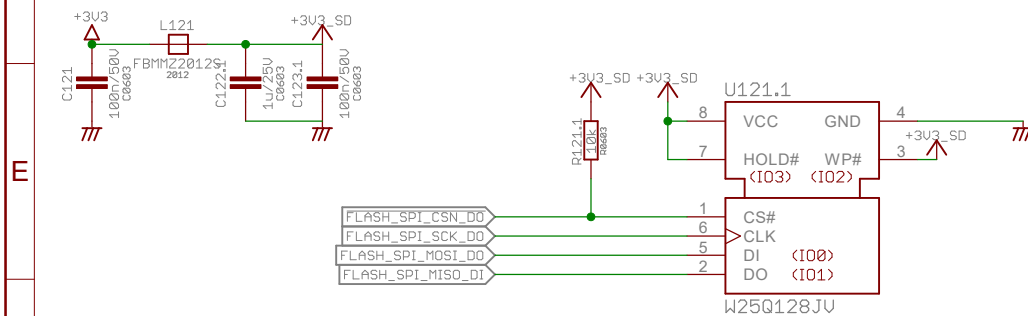 +3V3
L121
+3V3_SD
FBMMZ2012S
2012
C121
100n/50V
C0603
C122.1
1u/25V
C0603
C123.1
100n/50V
C0603
E
+3V3_SD
+3V3_SD
R121.1
10k
R0603
U121.1
8
VCC
GND
4
+3V3_SD
7
HOLD#
WP#
3
(IO3)
(IO2)
FLASH_SPI_CSN_DO
1
CS#
FLASH_SPI_SCK_DO
6
CLK
FLASH_SPI_MOSI_DO
5
DI
(IO0)
FLASH_SPI_MISO_DI
2
DO
(IO1)
W25Q128JV